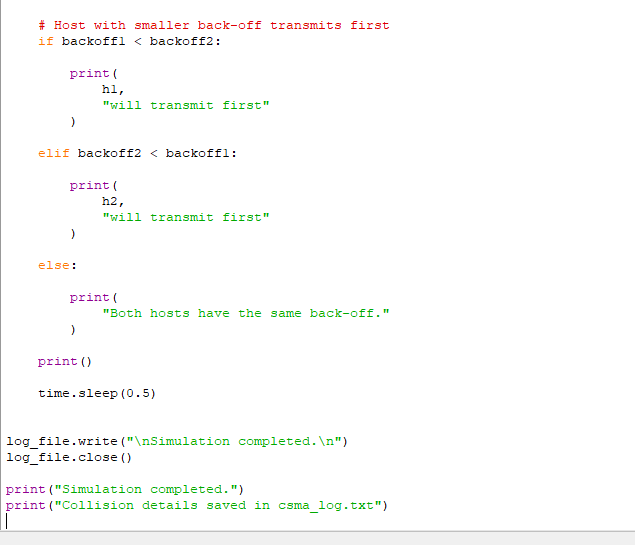 # Host with smaller back-off transmits first
    if backoff1 < backoff2:
        print(
            h1,
            "will transmit first"
        )
    elif backoff2 < backoff1:
        print(
            h2,
            "will transmit first"
        )
    else:
        print(
            "Both hosts have the same back-off."
        )
    print()
    time.sleep(0.5)
log_file.write("\nSimulation completed.\n")
log_file.close()
print("Simulation completed.")
print("Collision details saved in csma_log.txt")